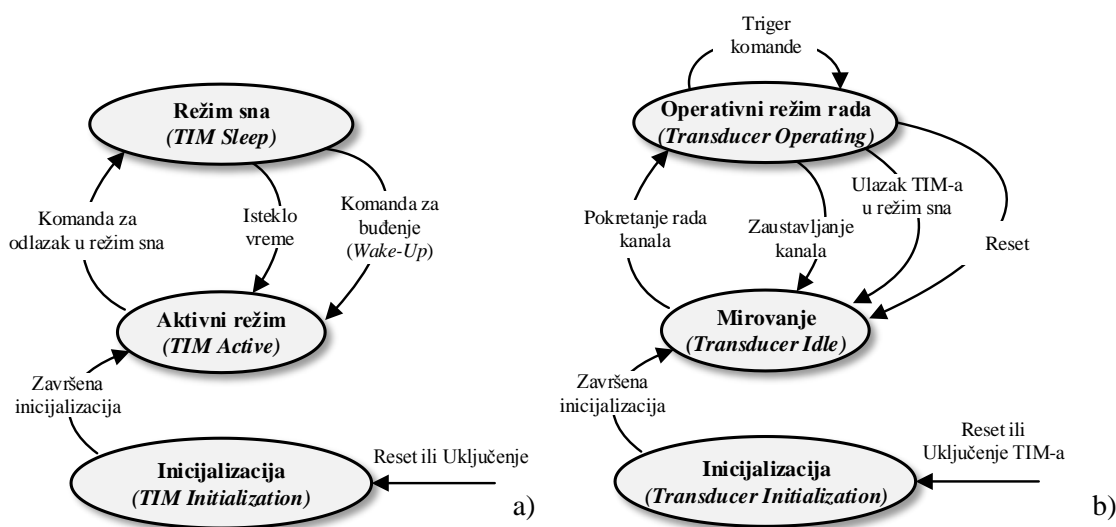 Režim sna
(TIM Sleep)
Komanda za
odlazak u režim sna
Isteklo
vreme
Komanda za
buđenje
(Wake-Up)
Aktivni režim
(TIM Active)
Završena
inicijalizacija
Inicijalizacija
(TIM Initialization)
Reset ili Uključenje
a)
Triger
komande
Operativni režim rada
(Transducer Operating)
Pokretanje rada
kanala
Zaustavljanje
kanala
Ulazak TIM-a
u režim sna
Reset
Mirovanje
(Transducer Idle)
Završena
inicijalizacija
Inicijalizacija
(Transducer Initialization)
Reset ili
Uključenje TIM-a
b)